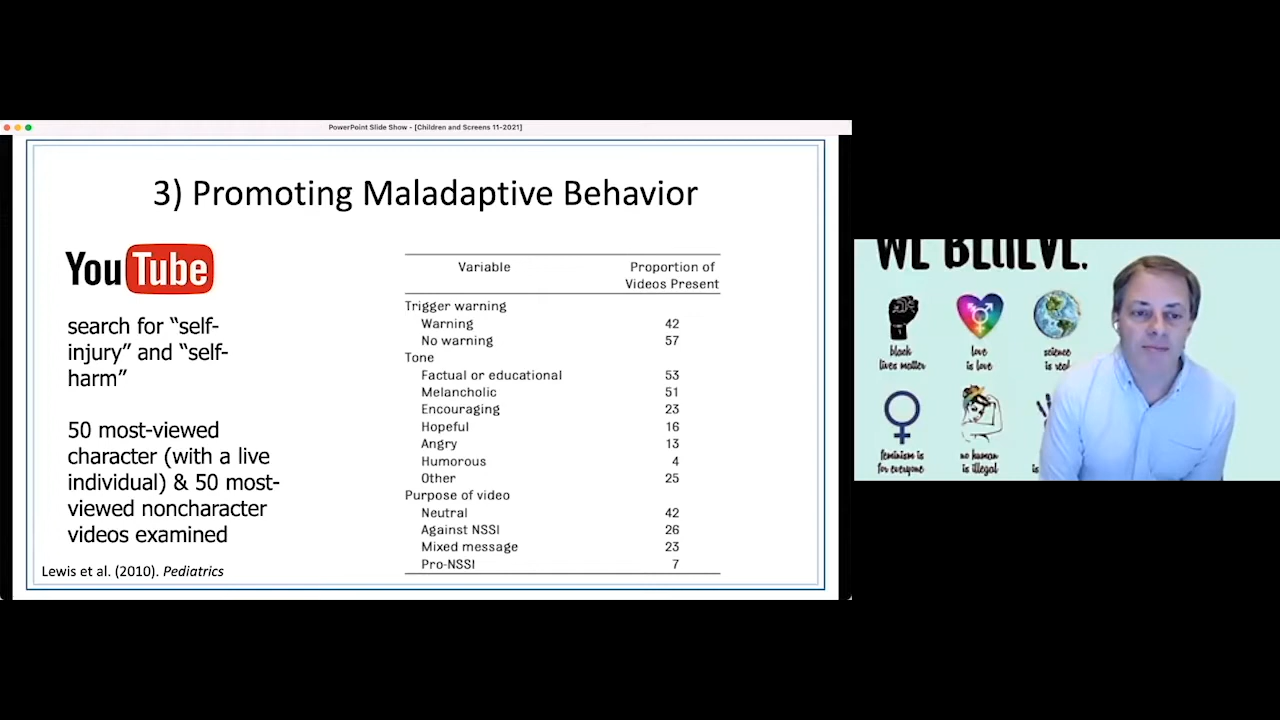 PowerPoint Slide Show - [Children and Screens 11-2021]
3) Promoting Maladaptive Behavior
YouTube
search for “self-
injury” and “self-
harm”
50 most-viewed
character (with a live
individual) & 50 most-
viewed noncharacter
videos examined
Lewis et al. (2010). Pediatrics
Variable Proportion of
Videos Present
Trigger warning
Warning 42
No warning 57
Tone
Factual or educational 53
Melancholic 51
Encouraging 23
Hopeful 16
Angry 13
Humorous 4
Other 25
Purpose of video
Neutral 42
Against NSSI 26
Mixed message 23
Pro-NSSI 7
WE BELIEVE.
black
lives matter
love
is love
science
is real
feminism is
for everyone
no human
is illegal